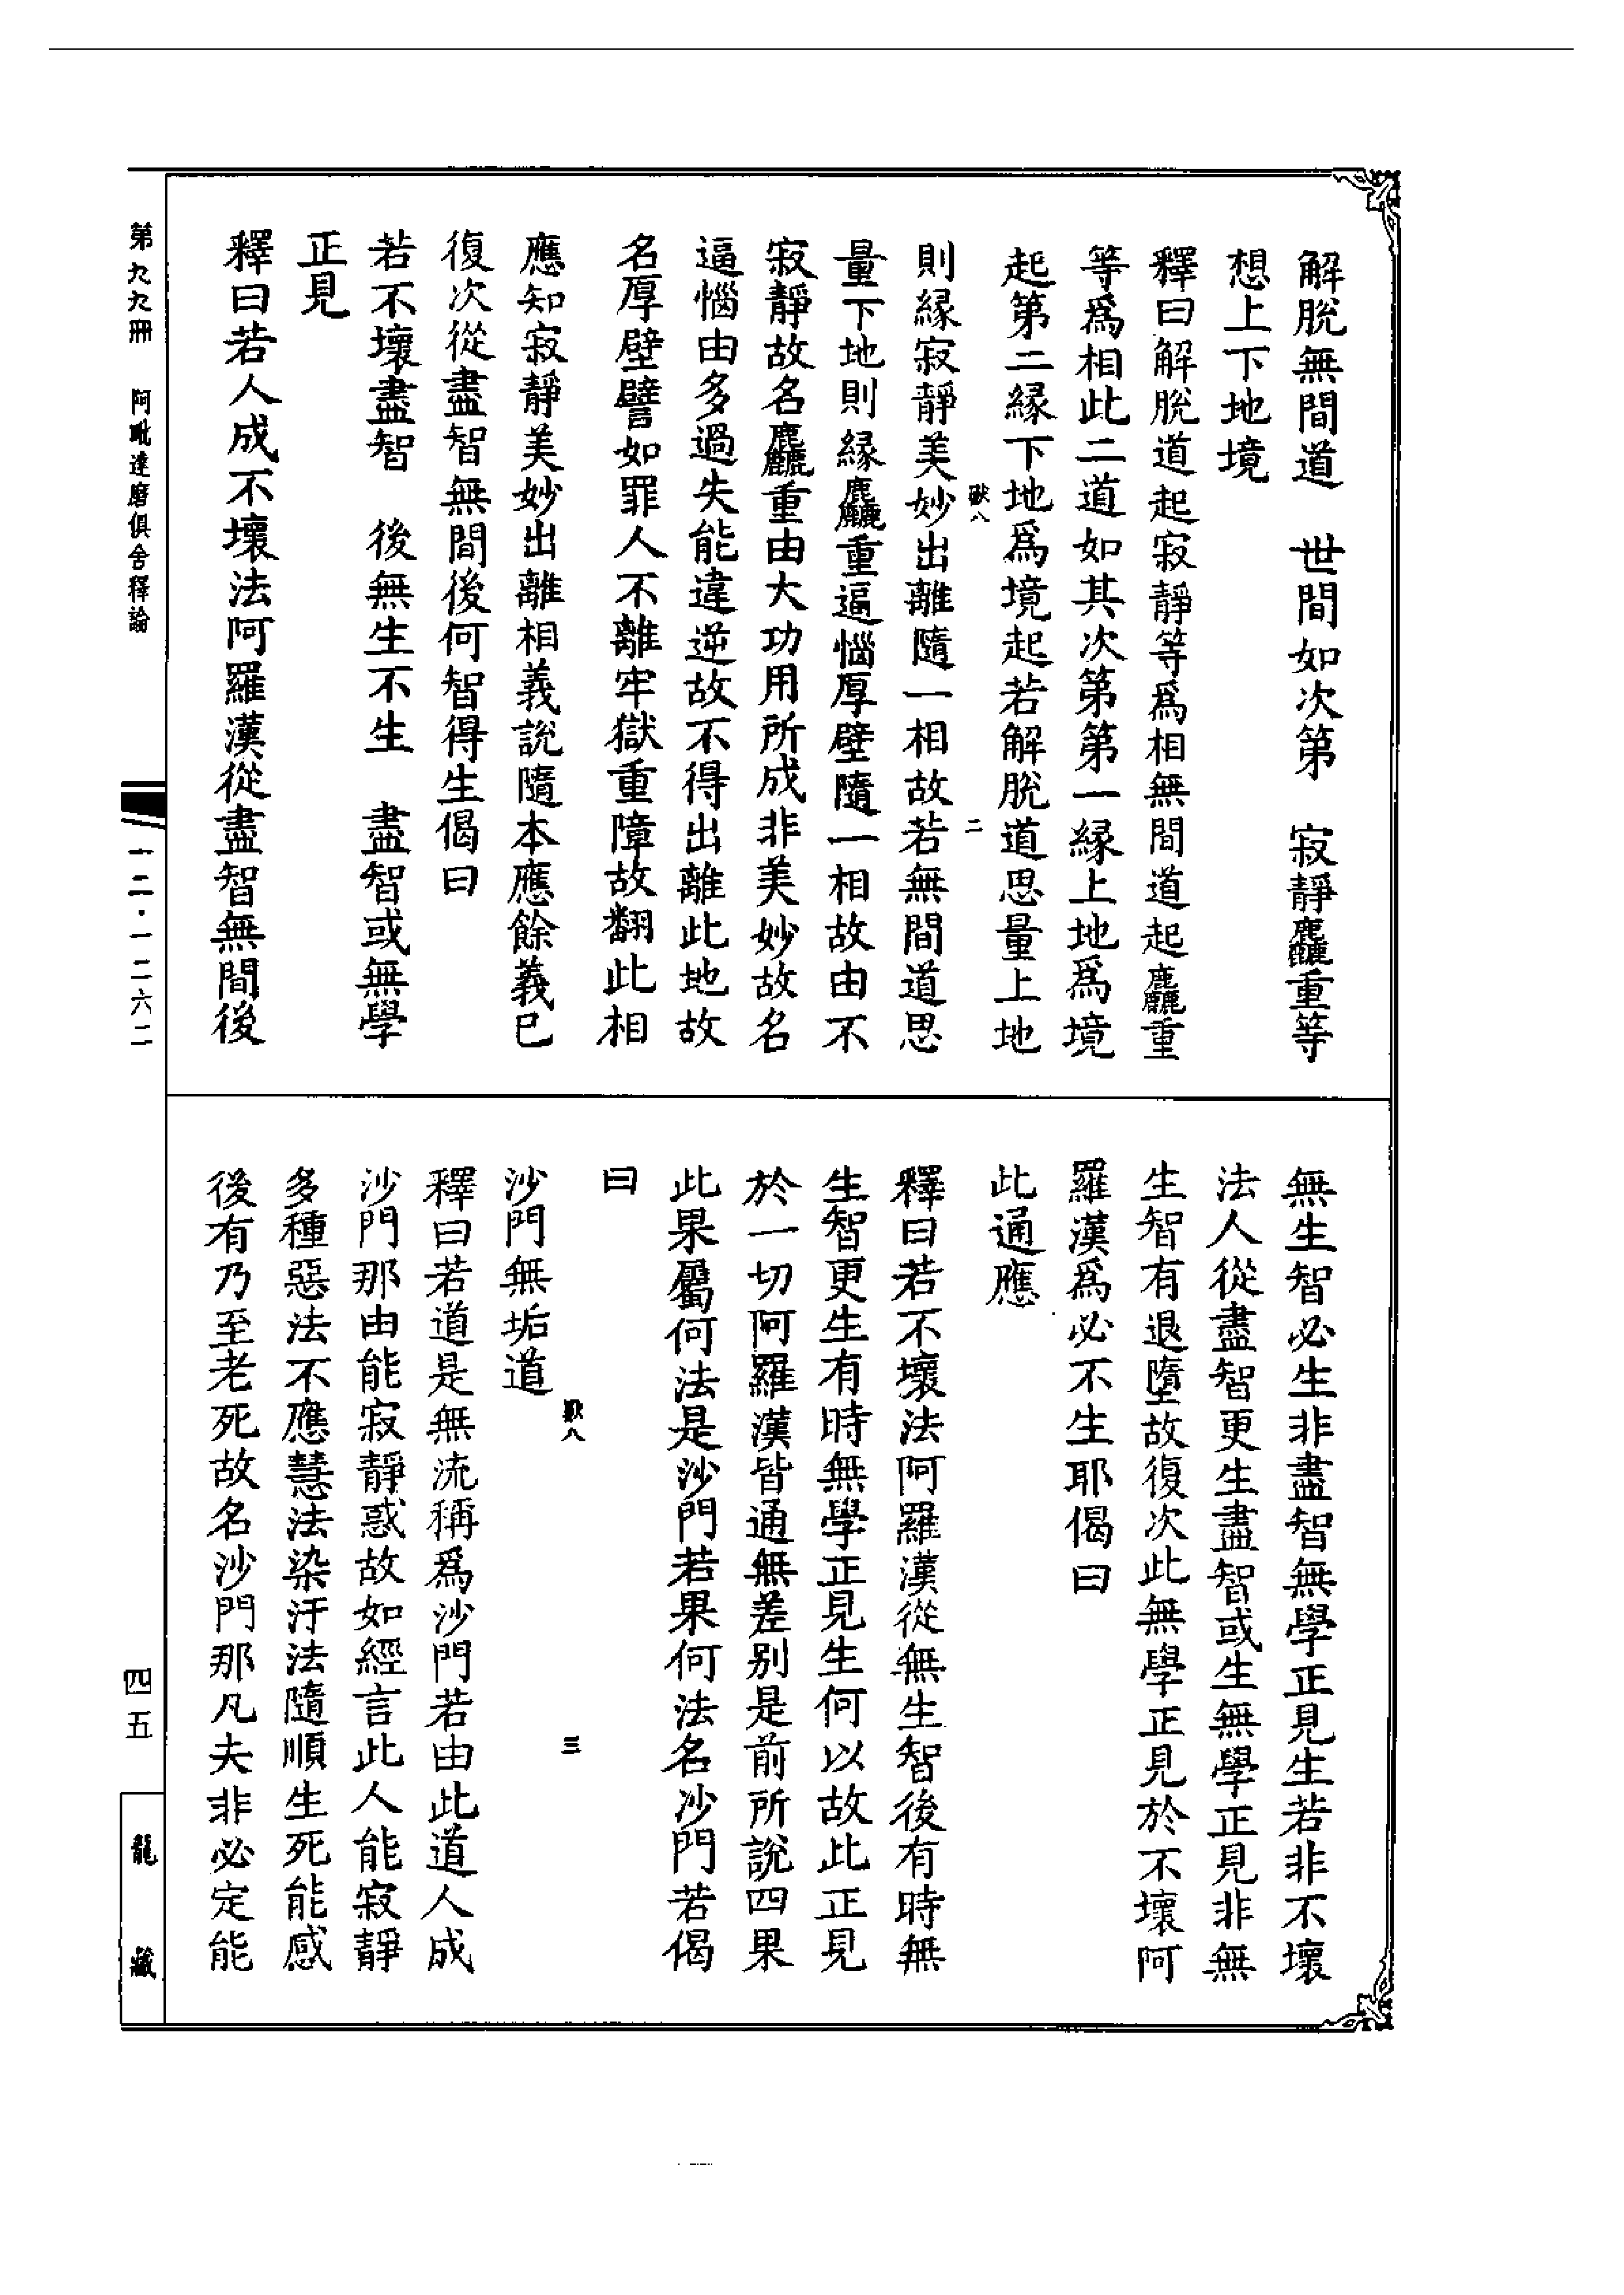 解脫無間道　世間如次第　寂靜麤重等
想上下地境
釋曰解脫道起寂靜等爲相無間道起麤重
等爲相此二道如其次第第一緣上地爲境
起第二緣下地爲境起若解脫道思量上地
則緣寂靜美妙出離隨一相故若無間道思
量下地則緣麤重逼惱厚壁隨一相故由不
寂靜故名麤重由大功用所成非美妙故名
逼惱由多過失能違逆故不得出離此地故
名厚壁譬如罪人不離牢獄重障故翻此相
應知寂靜美妙出離相義說隨本應餘義已
復次從盡智無間後何智得生偈曰
若不壞盡智　後無生不生　盡智或無學
正見
釋曰若人成不壞法阿羅漢從盡智無間後
無生智必生非盡智無學正見生若非不壞
法人從盡智更生盡智或生無學正見非無
生智有退墮故復次此無學正見於不壞阿
羅漢爲必不生耶偈曰
此通應
釋曰若不壞法阿羅漢從無生智後有時無
生智更生有時無學正見生何以故此正見
於一切阿羅漢皆通無差别是前所說四果
此果屬何法是沙門若果何法名沙門若偈
曰
沙門無垢道
釋曰若道是無流稱爲沙門若由此道人成
沙門那由能寂靜惑故如經言此人能寂靜
多種惡法不應慧法染汙法隨順生死能感
後有乃至老死故名沙門那凡夫非必定能
第九九冊　阿毗達磨俱舍釋論
一二·一二六二
四五
龍藏
二
八
三